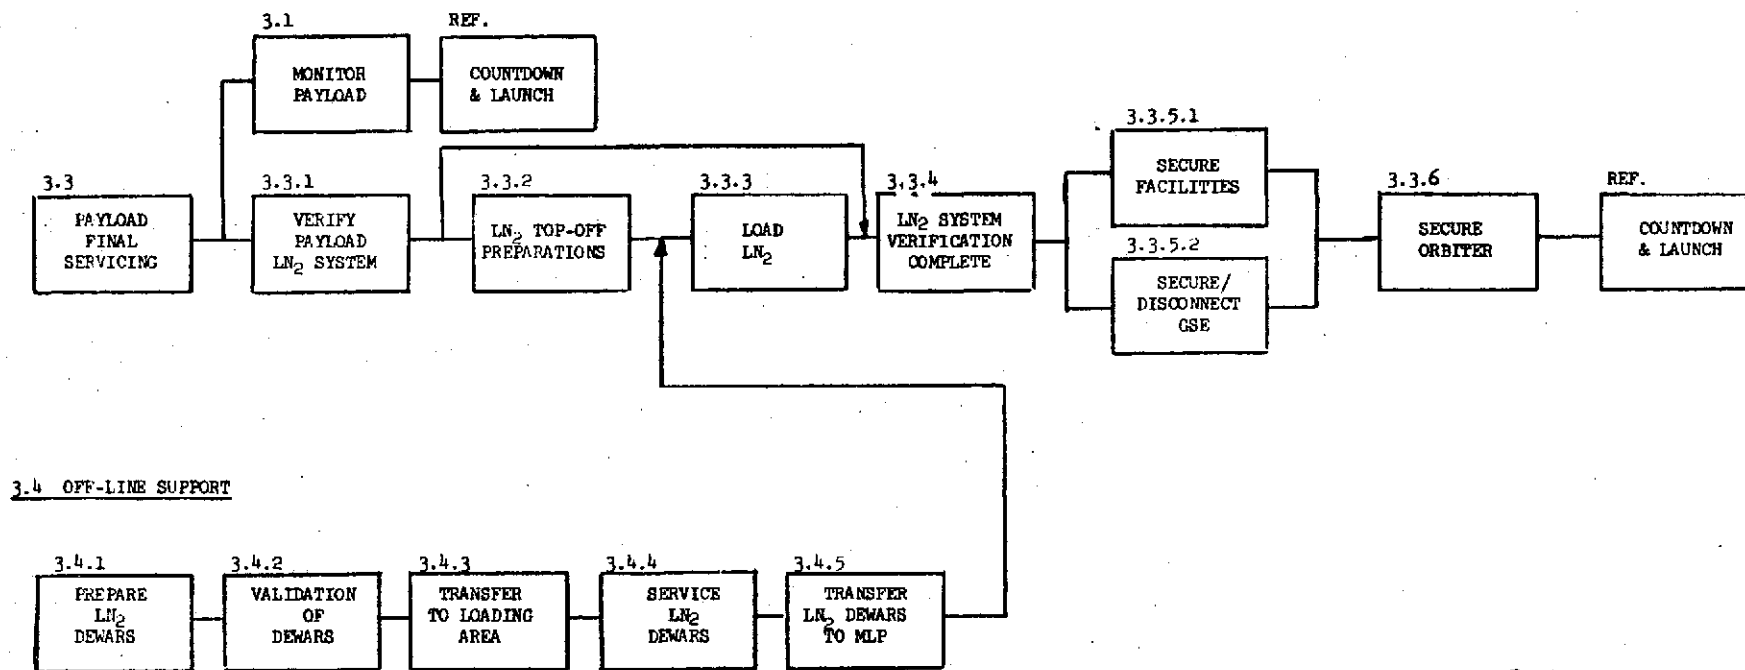 3.1
MONITOR
PAYLOAD
REF.
COUNTDOWN
& LAUNCH
3.3
PAYLOAD
FINAL
SERVICING
3.3.1
VERIFY
PAYLOAD
LN2 SYSTEM
3.3.2
LN2 TOP-OFF
PREPARATIONS
3.3.3
LOAD
LN2
3.3.4
LN2 SYSTEM
VERIFICATION
COMPLETE
3.3.5.1
SECURE
FACILITIES
3.3.5.2
SECURE/
DISCONNECT
GSE
3.3.6
SECURE
ORBITER
REF.
COUNTDOWN
& LAUNCH
3.4 OFF-LINE SUPPORT
3.4.1
PREPARE
LN2
DEWARS
3.4.2
VALIDATION
OF
DEWARS
3.4.3
TRANSFER
TO LOADING
AREA
3.4.4
SERVICE
LN2
DEWARS
3.4.5
TRANSFER
LN2 DEWARS
TO MLP